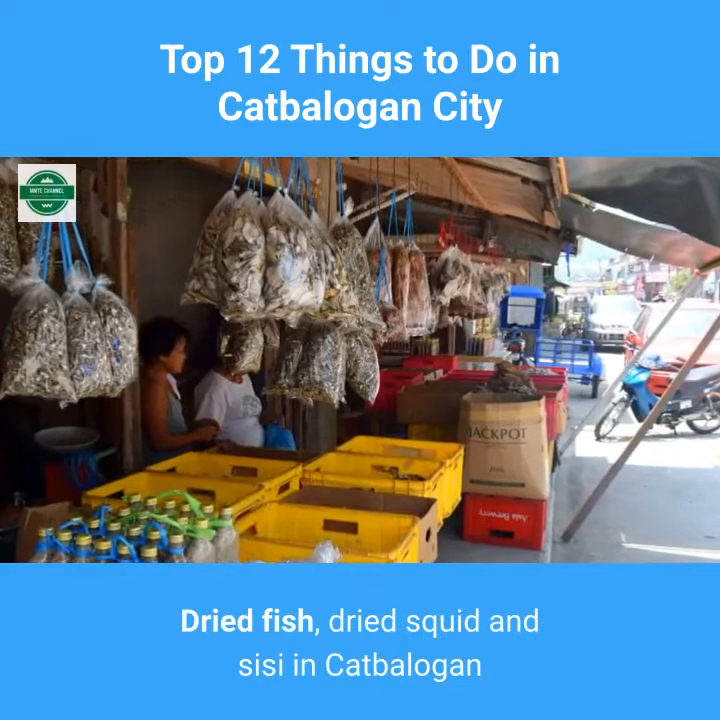 Top 12 Things to Do in
Catbalogan City
MMTE CHANNEL
JACKPOT
Asia Brewery
Dried fish, dried squid and
sisi in Catbalogan